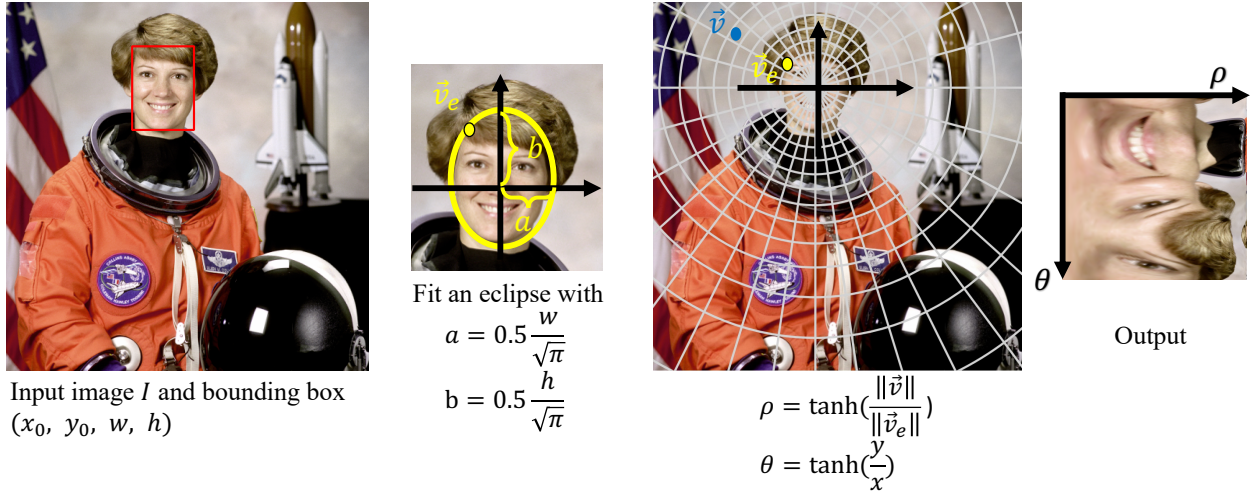 Input image I and bounding box
(x₀, y₀, w, h)
v⃗ₑ
b
a
Fit an eclipse with
a = 0.5 w/√π
b = 0.5 h/√π
v⃗
v⃗ₑ
ρ = tanh(‖v⃗‖/‖v⃗ₑ‖)
θ = tanh(y/x)
ρ
θ
Output